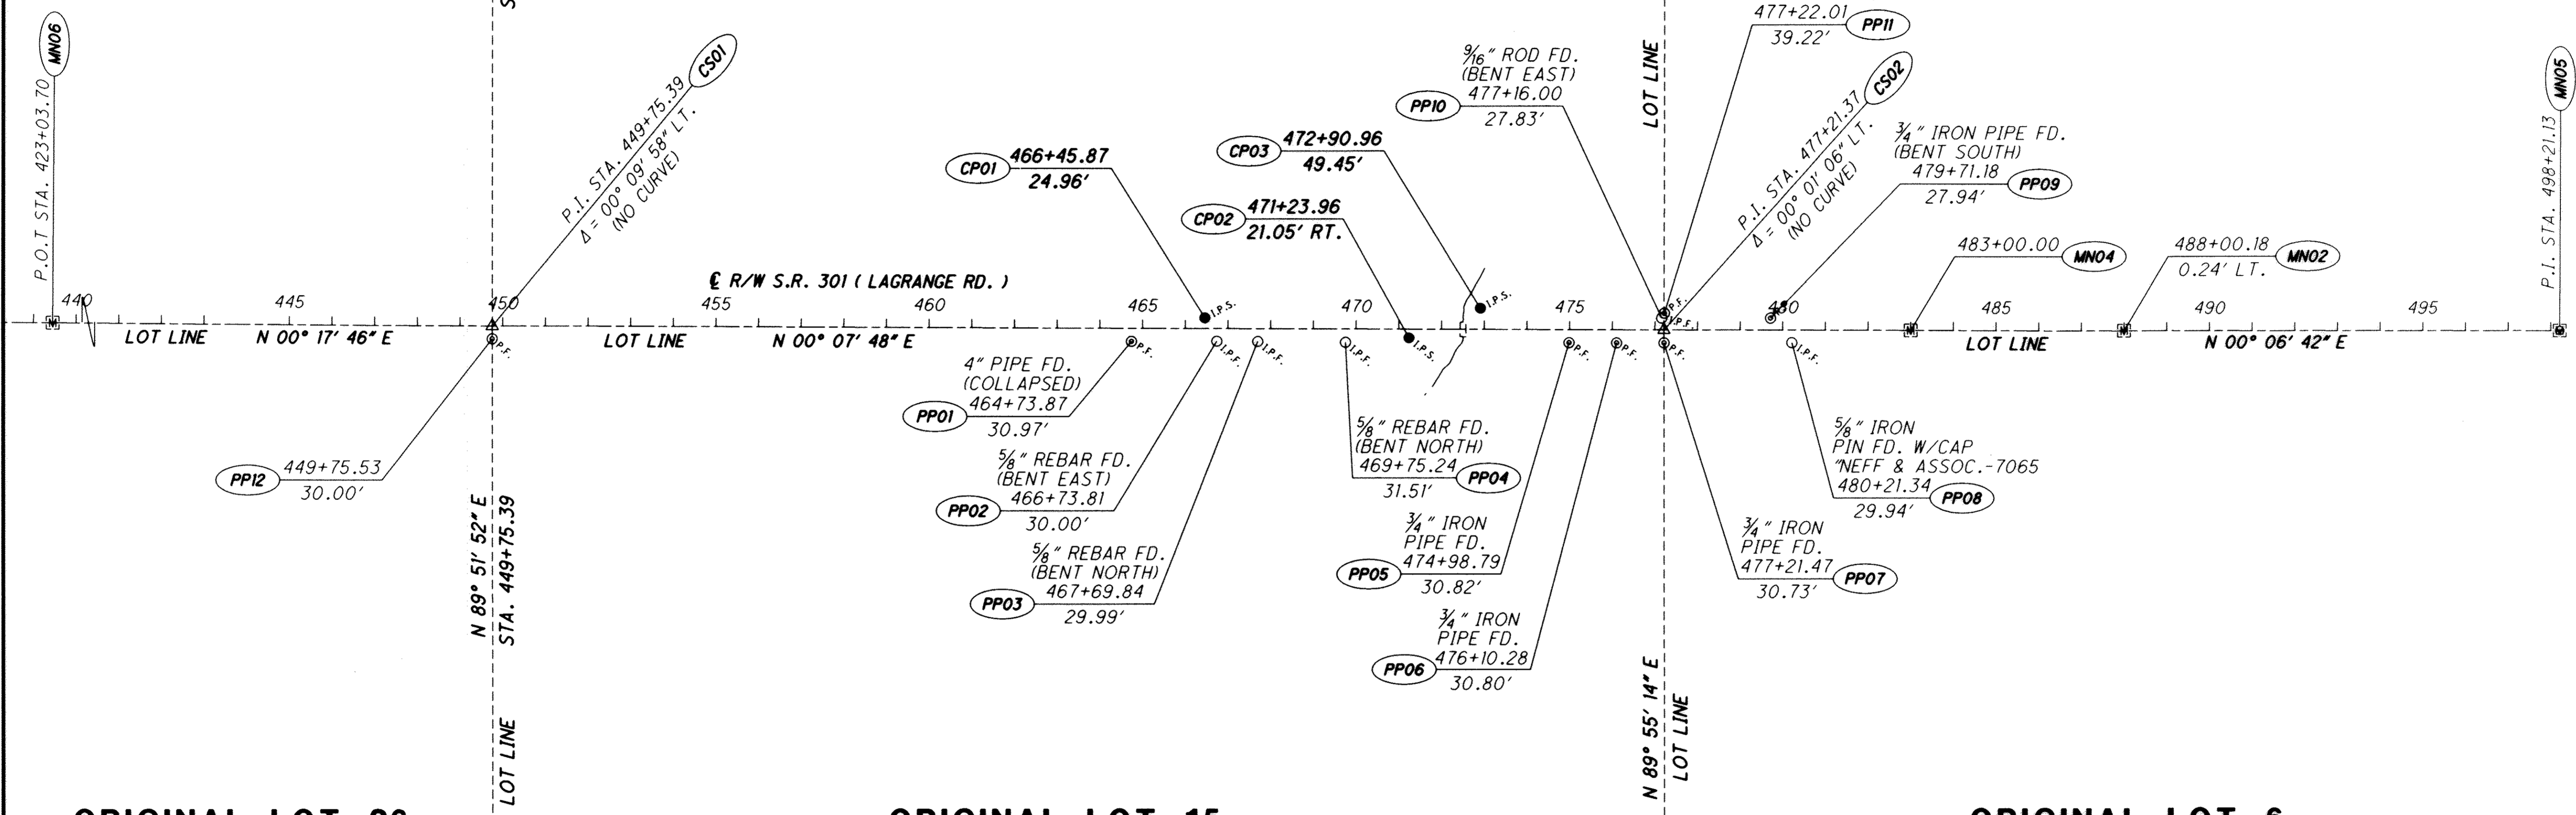 MN06
P.O.T STA. 423+03.70
P.I. STA. 449+75.39
Δ = 00° 09' 58" LT.
(NO CURVE)
CS01
CP01
466+45.87
24.96'
CP03
472+90.96
49.45'
CP02
471+23.96
21.05' RT.
9/16" ROD FD.
(BENT EAST)
PP10
477+16.00
27.83'
LOT LINE
477+22.01
39.22'
PP11
P.I. STA. 477+21.37
Δ = 00° 01' 06" LT.
(NO CURVE)
CS02
3/4" IRON PIPE FD.
(BENT SOUTH)
479+71.18
27.94'
PP09
483+00.00
MN04
488+00.18
0.24' LT.
MN02
MN05
P.I. STA. 498+21.13
℄ R/W S.R. 301 ( LAGRANGE RD. )
440
445
450
455
460
465
470
475
480
485
490
495
I.P.S.
I.P.S.
I.P.S.
P.F.
I.P.F.
LOT LINE
N 00° 17' 46" E
P.F.
LOT LINE
N 00° 07' 48" E
P.F.
I.P.F.
I.P.F.
I.P.F.
P.F.
P.F.
P.F.
I.P.F.
LOT LINE
N 00° 06' 42" E
4" PIPE FD.
(COLLAPSED)
PP01
464+73.87
30.97'
5/8" REBAR FD.
(BENT EAST)
PP02
466+73.81
30.00'
5/8" REBAR FD.
(BENT NORTH)
PP03
467+69.84
29.99'
5/8" REBAR FD.
(BENT NORTH)
469+75.24
31.51'
PP04
3/4" IRON
PIPE FD.
PP05
474+98.79
30.82'
3/4" IRON
PIPE FD.
PP06
476+10.28
30.80'
3/4" IRON
PIPE FD.
477+21.47
30.73'
PP07
5/8" IRON
PIN FD. W/CAP
"NEFF & ASSOC.-7065
480+21.34
29.94'
PP08
PP12
449+75.53
30.00'
N 89° 51' 52" E
STA. 449+75.39
LOT LINE
N 89° 55' 14" E
LOT LINE
ORIGINAL LOT 15
ORIGINAL LOT 6